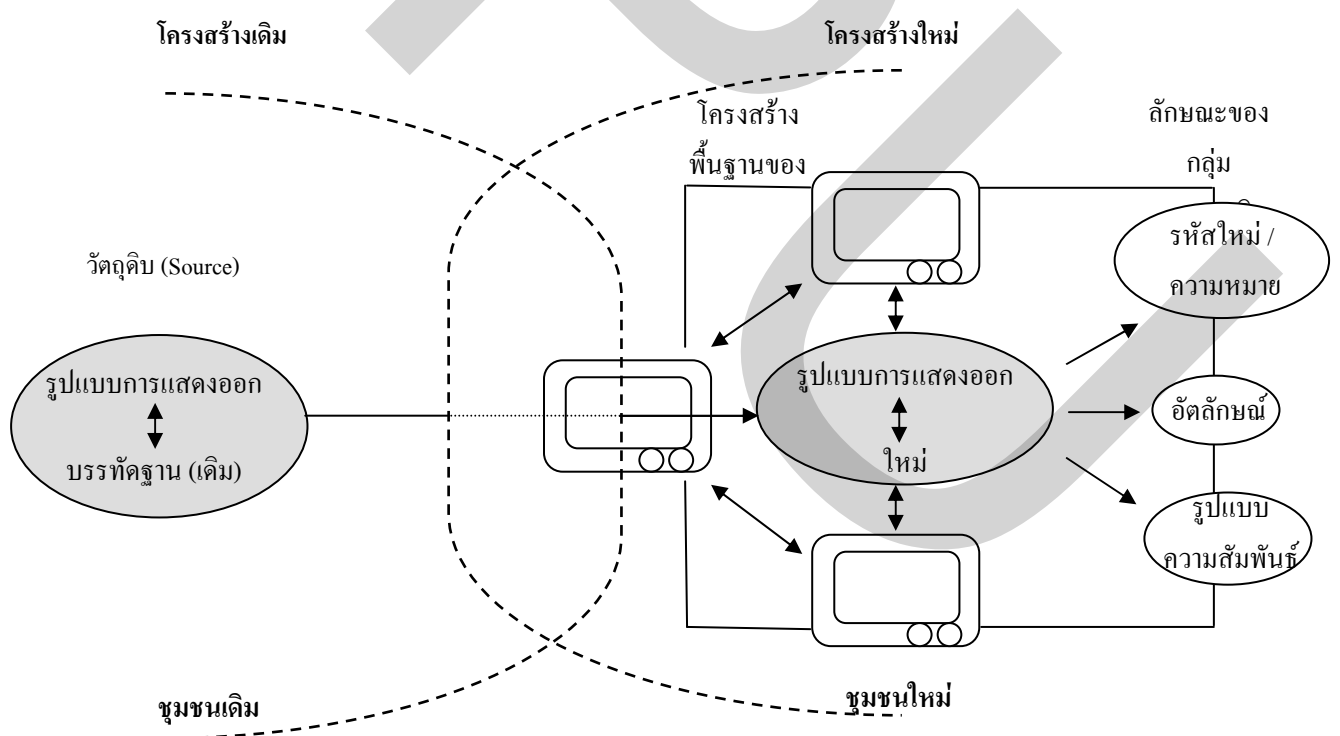 โครงสร้างเดิม
โครงสร้างใหม่
โครงสร้าง
พื้นฐานของ
ลักษณะของ
กลุ่ม
รหัสใหม่ /
ความหมาย
วัตถุดิบ (Source)
รูปแบบการแสดงออก
บรรทัดฐาน (เดิม)
รูปแบบการแสดงออก
ใหม่
อัตลักษณ์
รูปแบบ
ความสัมพันธ์
ชุมชนเดิม
ชุมชนใหม่